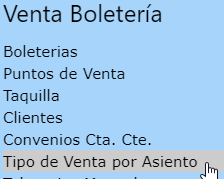 Venta Boletería
Boleterias
Puntos de Venta
Taquilla
Clientes
Convenios Cta. Cte.
Tipo de Venta por Asiento